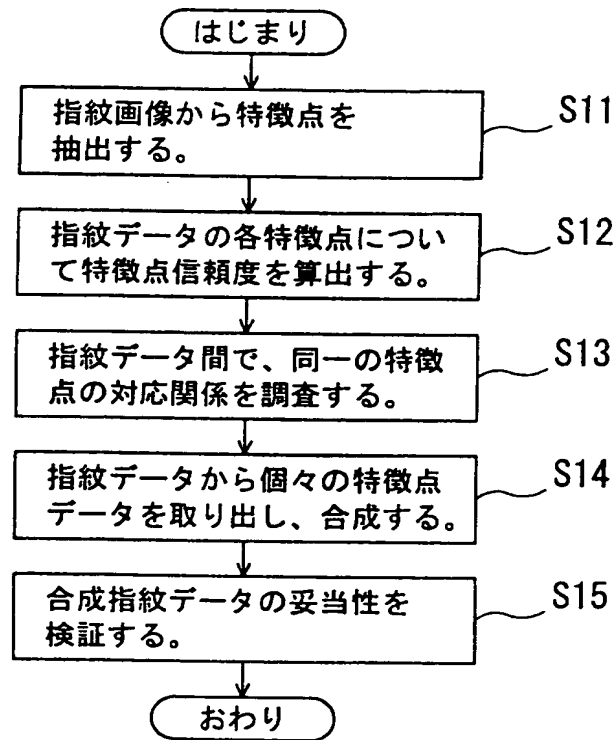 はじまり
指紋画像から特徴点を
抽出する。
S11
指紋データの各特徴点につい
て特徴点信頼度を算出する。
S12
指紋データ間で、同一の特徴
点の対応関係を調査する。
S13
指紋データから個々の特徴点
データを取り出し、合成する。
S14
合成指紋データの妥当性を
検証する。
S15
おわり